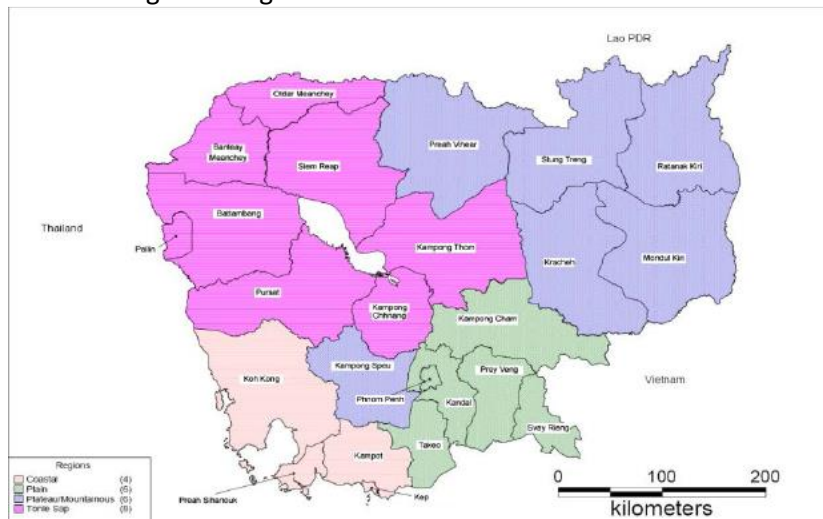 Lao PDR
Otdar Meanchey
Banteay
Meanchey
Siem Reap
Preah Vihear
Stung Treng
Ratanak Kiri
Thailand
Battambang
Pailin
Kampong Thom
Kracheh
Mondul Kiri
Pursat
Kampong
Chhnang
Kampong Cham
Koh Kong
Kampong Speu
Prey Veng
Vietnam
Phnom Penh
Kandal
Svay Rieng
Takeo
Kampot
Preah Sihanouk
Kep
Regions
Coastal (4)
Plain (6)
Plateau/Mountainous (6)
Tonle Sap (8)
0 100 200
kilometers